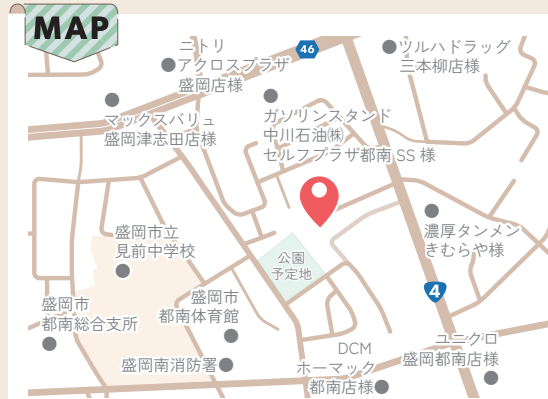 MAP
ニトリ
アクロスプラザ
盛岡店様
46
ツルハドラッグ
三本柳店様
マックスバリュ
盛岡津志田店様
ガソリンスタンド
中川石油㈱
セルフプラザ都南 SS 様
盛岡市立
見前中学校
公園
予定地
濃厚タンメン
きむらや様
盛岡市
都南総合支所
盛岡市
都南体育館
4
盛岡南消防署
DCM
ホーマック
都南店様
ユニクロ
盛岡都南店様